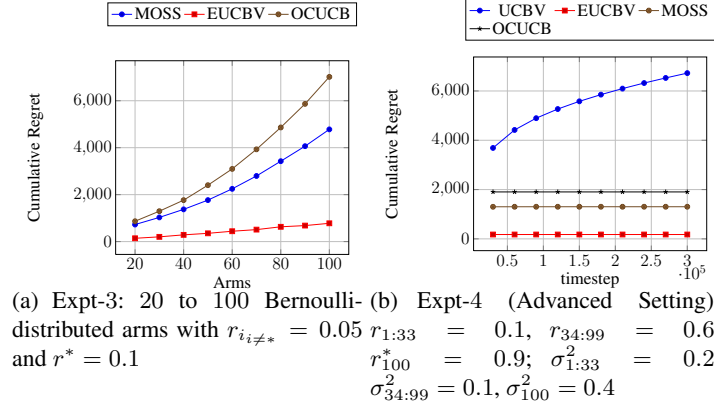 MOSS EUCBV OCUCB
6,000
4,000
2,000
0
Cumulative Regret
20 40 60 80 100
Arms
(a) Expt-3: 20 to 100 Bernoulli-
distributed arms with r_{i_{i≠*}} = 0.05
and r* = 0.1
UCBV EUCBV MOSS
OCUCB
6,000
4,000
2,000
0
Cumulative Regret
0.5 1 1.5 2 2.5 3
timestep ·10^5
(b) Expt-4 (Advanced Setting)
r_{1:33} = 0.1, r_{34:99} = 0.6
r^*_{100} = 0.9; σ^2_{1:33} = 0.2
σ^2_{34:99} = 0.1, σ^2_{100} = 0.4